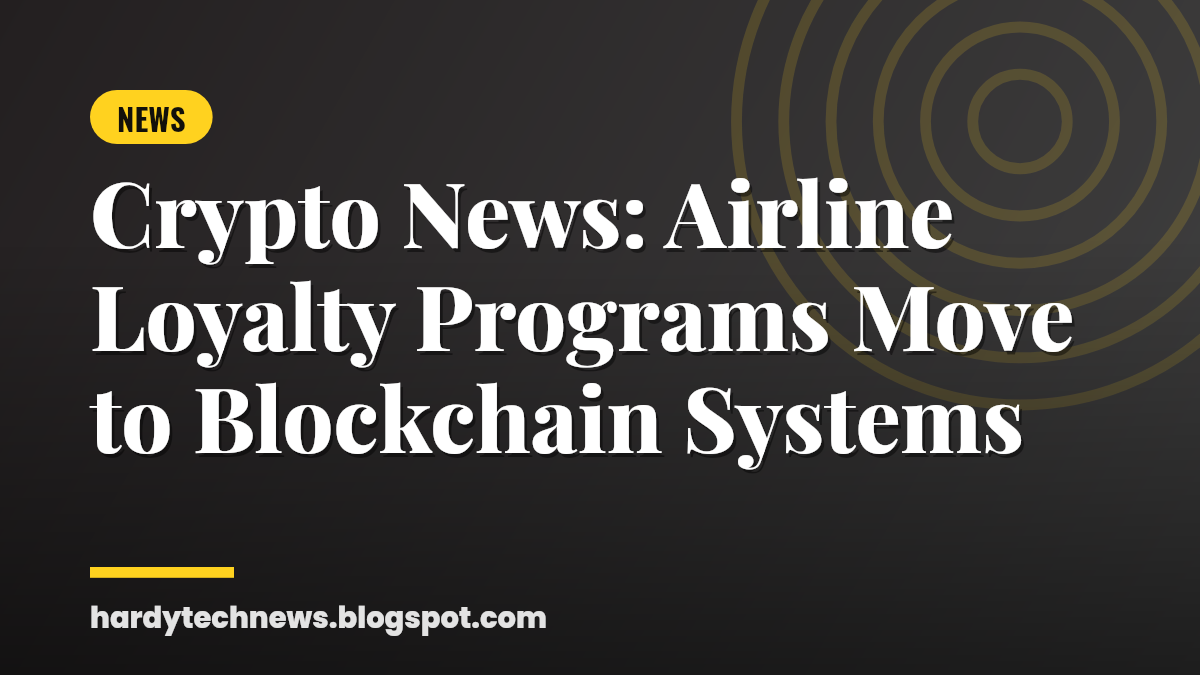 NEWS
Crypto News: Airline
Loyalty Programs Move
to Blockchain Systems
hardytechnews.blogspot.com